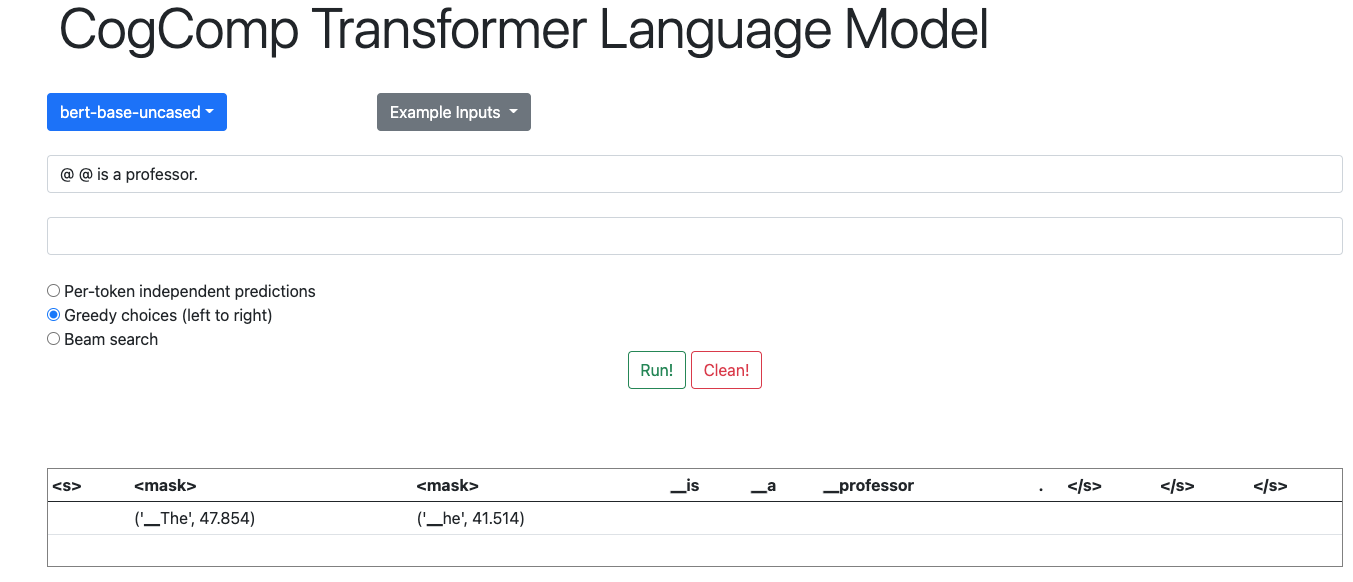 CogComp Transformer Language Model
bert-base-uncased Example Inputs
@ @ is a professor.
Per-token independent predictions
Greedy choices (left to right)
Beam search
Run! Clean!
<s> <mask> <mask> __is __a __professor . </s> </s> </s>
('__The', 47.854) ('__he', 41.514)